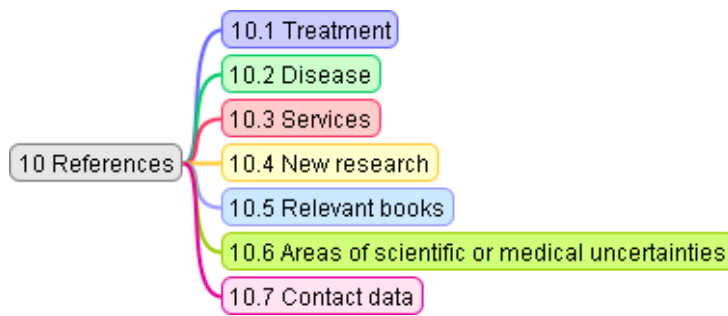 10 References
10.1 Treatment
10.2 Disease
10.3 Services
10.4 New research
10.5 Relevant books
10.6 Areas of scientific or medical uncertainties
10.7 Contact data